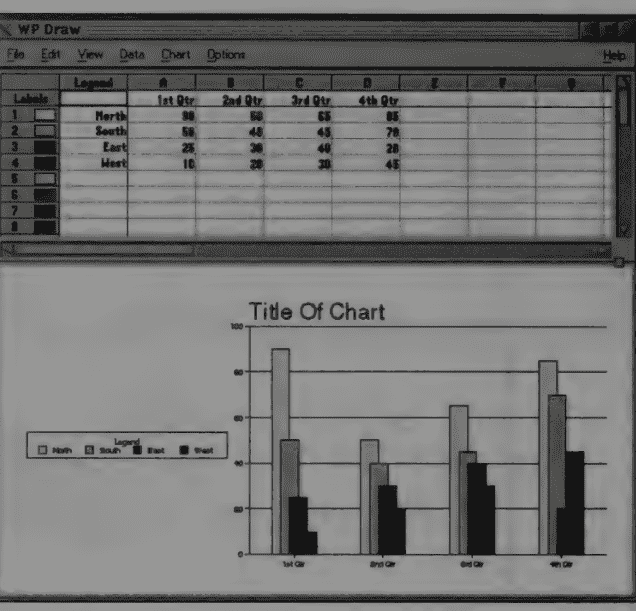 WP Draw
File Edit View Data Chart Options Help
Legend A B C D E F G
Labels 1st Qtr 2nd Qtr 3rd Qtr 4th Qtr
1 North 90 50 65 85
2 South 50 40 45 70
3 East 25 30 40 20
4 West 10 20 30 45
5
6
7
8
Title Of Chart
100
80
60
40
20
0
Legend
North South East West
1st Qtr 2nd Qtr 3rd Qtr 4th Qtr